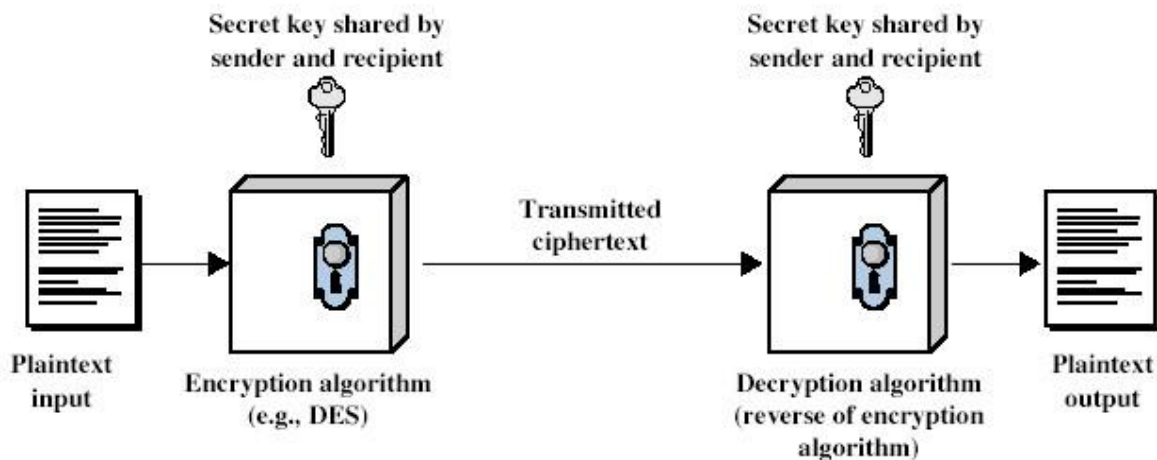 Secret key shared by
sender and recipient
Secret key shared by
sender and recipient
Transmitted
ciphertext
Plaintext
input
Encryption algorithm
(e.g., DES)
Decryption algorithm
(reverse of encryption
algorithm)
Plaintext
output